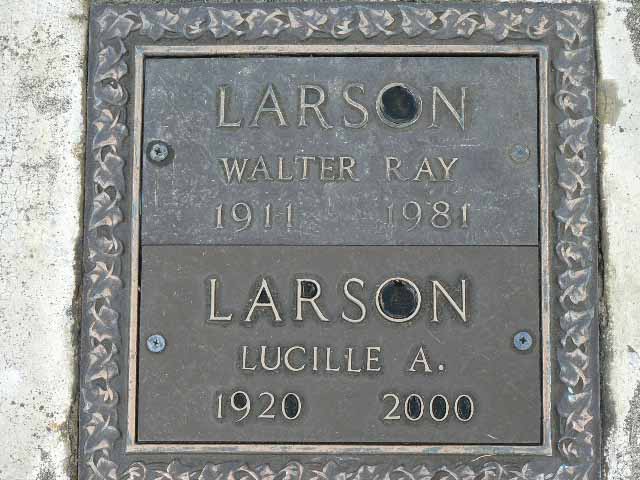 LARSON
WALTER RAY
1911 1981
LARSON
LUCILLE A.
1920 2000